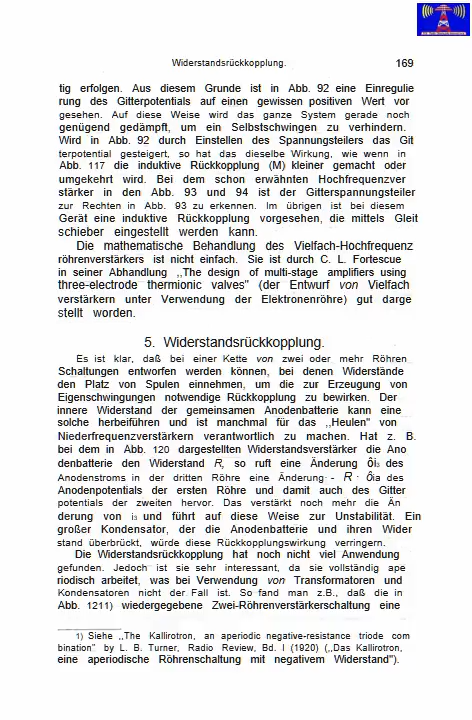 Widerstandsrückkopplung. 169
tig erfolgen. Aus diesem Grunde ist in Abb. 92 eine Einregulie
rung des Gitterpotentials auf einen gewissen positiven Wert vor
gesehen. Auf diese Weise wird das ganze System gerade noch
genügend gedämpft, um ein Selbstschwingen zu verhindern.
Wird in Abb. 92 durch Einstellen des Spannungsteilers das Git
terpotential gesteigert, so hat das dieselbe Wirkung, wie wenn in
Abb. 117 die induktive Rückkopplung (M) kleiner gemacht oder
umgekehrt wird. Bei dem schon erwähnten Hochfrequenzver
stärker in den Abb. 93 und 94 ist der Gitterspannungsteiler
zur Rechten in Abb. 93 zu erkennen. Im übrigen ist bei diesem
Gerät eine induktive Rückkopplung vorgesehen, die mittels Gleit
schieber eingestellt werden kann.
Die mathematische Behandlung des Vielfach-Hochfrequenz
röhrenverstärkers ist nicht einfach. Sie ist durch C. L. Fortescue
in seiner Abhandlung ,,The design of multi-stage amplifiers using
three-electrode thermionic valves" (der Entwurf von Vielfach
verstärkern unter Verwendung der Elektronenröhre) gut darge
stellt worden.
5. Widerstandsrückkopplung.
Es ist klar, daß bei einer Kette von zwei oder mehr Röhren
Schaltungen entworfen werden können, bei denen Widerstände
den Platz von Spulen einnehmen, um die zur Erzeugung von
Eigenschwingungen notwendige Rückkopplung zu bewirken. Der
innere Widerstand der gemeinsamen Anodenbatterie kann eine
solche herbeiführen und ist manchmal für das ,,Heulen" von
Niederfrequenzverstärkern verantwortlich zu machen. Hat z. B.
bei dem in Abb. 120 dargestellten Widerstandsverstärker die Ano
denbatterie den Widerstand R, so ruft eine Änderung ôi₃ des
Anodenstroms in der dritten Röhre eine Änderung - R · ôia des
Anodenpotentials der ersten Röhre und damit auch des Gitter
potentials der zweiten hervor. Das verstärkt noch mehr die Än
derung von i₃ und führt auf diese Weise zur Unstabilität. Ein
großer Kondensator, der die Anodenbatterie und ihren Wider
stand überbrückt, würde diese Rückkopplungswirkung verringern.
Die Widerstandsrückkopplung hat noch nicht viel Anwendung
gefunden. Jedoch ist sie sehr interessant, da sie vollständig ape
riodisch arbeitet, was bei Verwendung von Transformatoren und
Kondensatoren nicht der Fall ist. So fand man z.B., daß die in
Abb. 1211) wiedergegebene Zwei-Röhrenverstärkerschaltung eine
1) Siehe ,,The Kallirotron, an aperiodic negative-resistance triode com
bination" by L. B. Turner, Radio Review, Bd. I (1920) (,,Das Kallirotron,
eine aperiodische Röhrenschaltung mit negativem Widerstand").